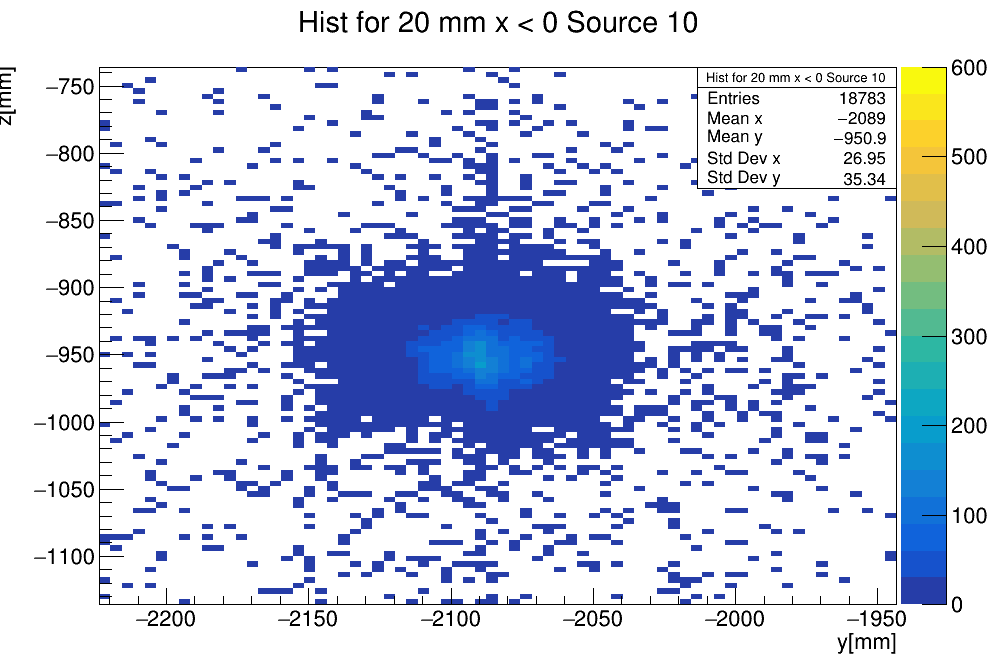 Hist for 20 mm x < 0 Source 10
z[mm]
−750
−800
−850
−900
−950
−1000
−1050
−1100
Hist for 20 mm x < 0 Source 10
Entries 18783
Mean x −2089
Mean y −950.9
Std Dev x 26.95
Std Dev y 35.34
600
500
400
300
200
100
0
−2200 −2150 −2100 −2050 −2000 −1950
y[mm]